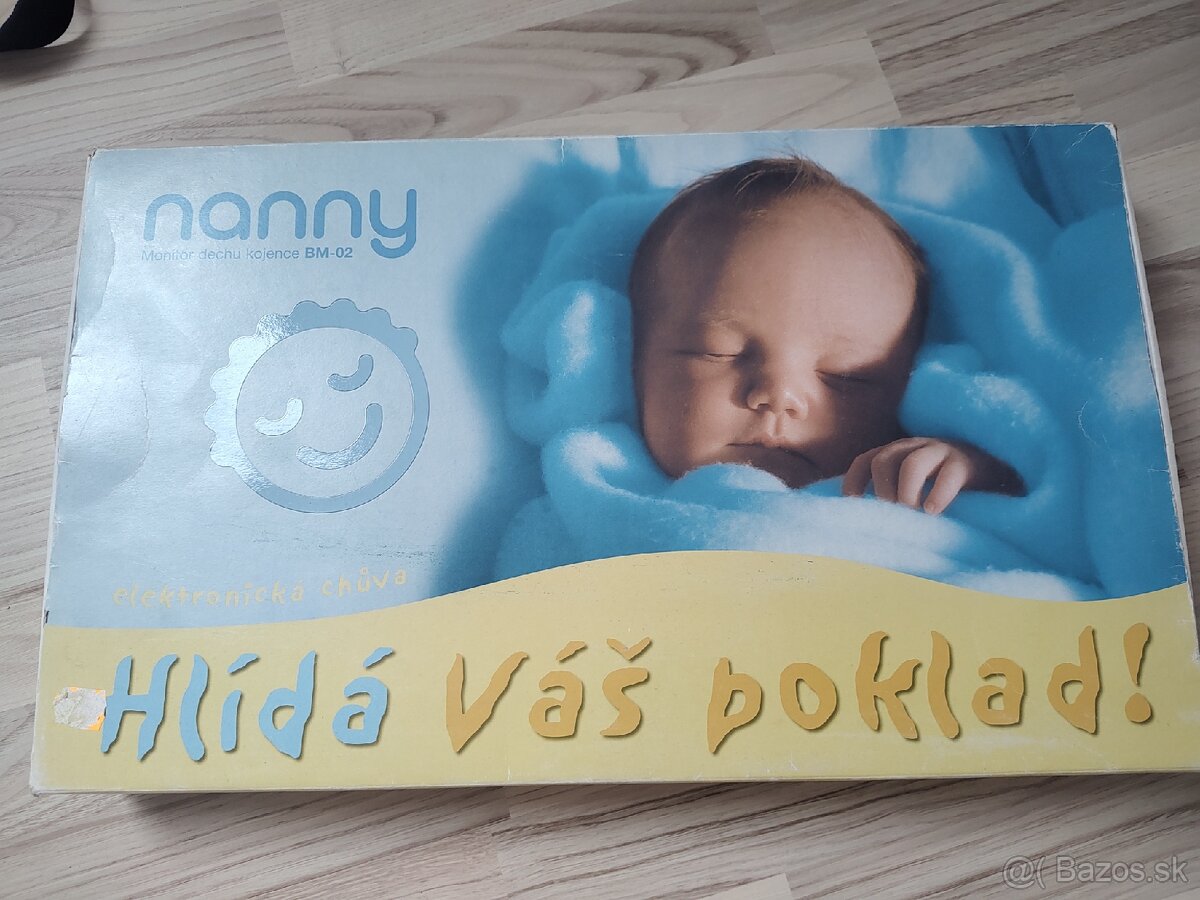 nanny
Monitor dechu kojence BM-02
elektronická chůva
Hlídá Váš poklad!
@( Bazos.sk